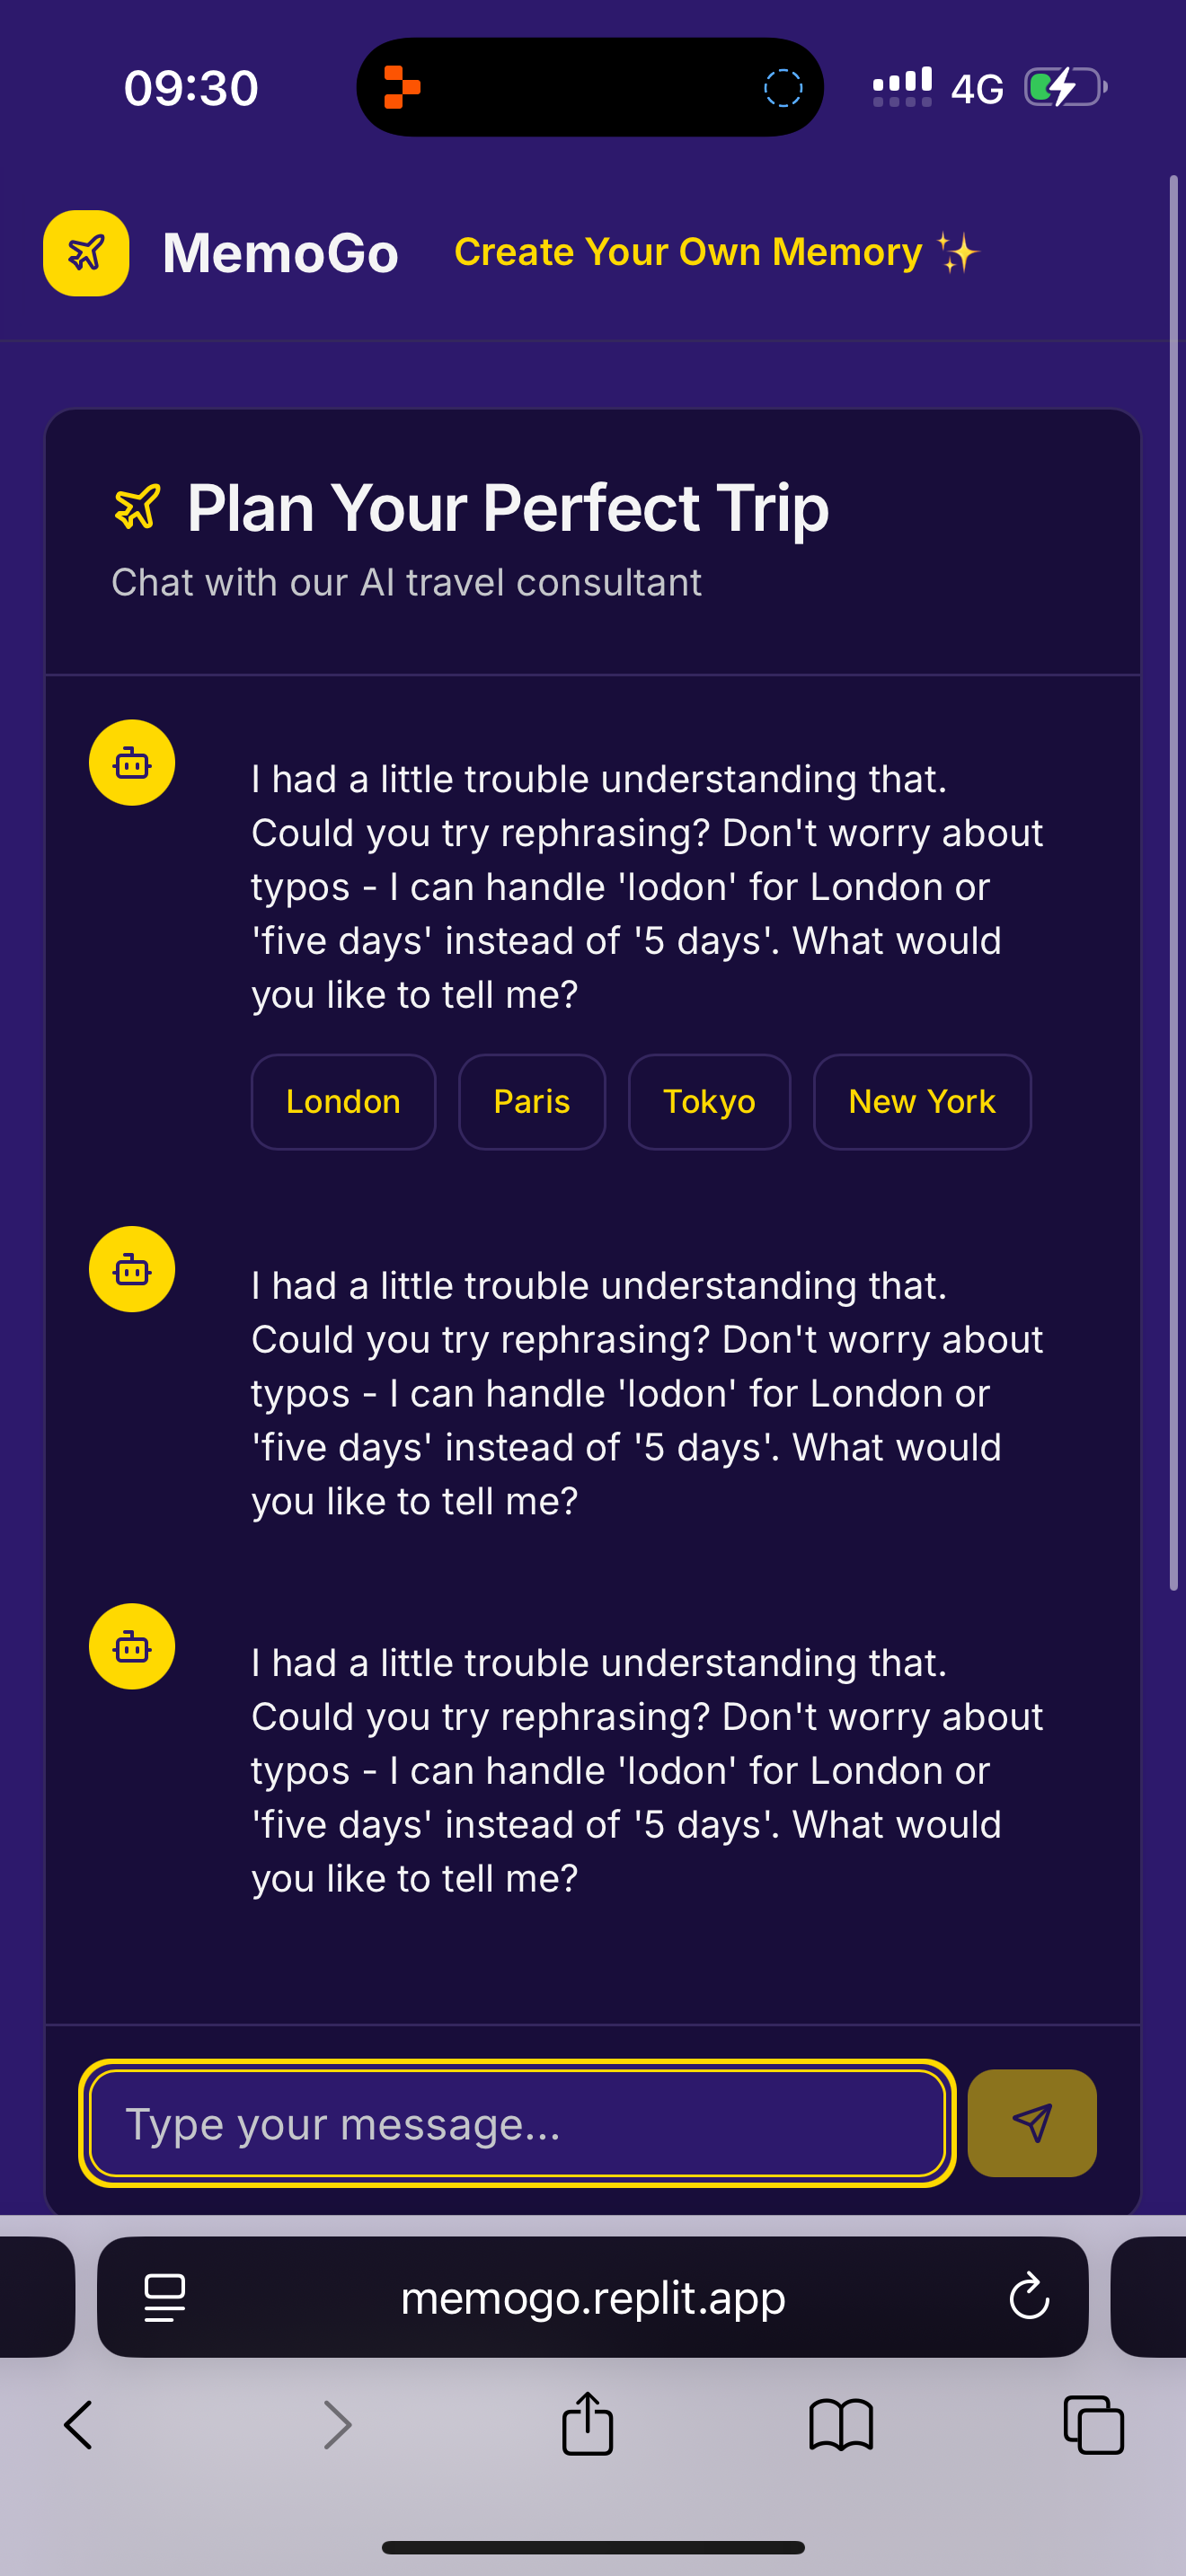 09:30
4G
MemoGo
Create Your Own Memory ✨
Plan Your Perfect Trip
Chat with our AI travel consultant
I had a little trouble understanding that.
Could you try rephrasing? Don't worry about
typos - I can handle 'lodon' for London or
'five days' instead of '5 days'. What would
you like to tell me?
London Paris Tokyo New York
I had a little trouble understanding that.
Could you try rephrasing? Don't worry about
typos - I can handle 'lodon' for London or
'five days' instead of '5 days'. What would
you like to tell me?
I had a little trouble understanding that.
Could you try rephrasing? Don't worry about
typos - I can handle 'lodon' for London or
'five days' instead of '5 days'. What would
you like to tell me?
Type your message...
memogo.replit.app